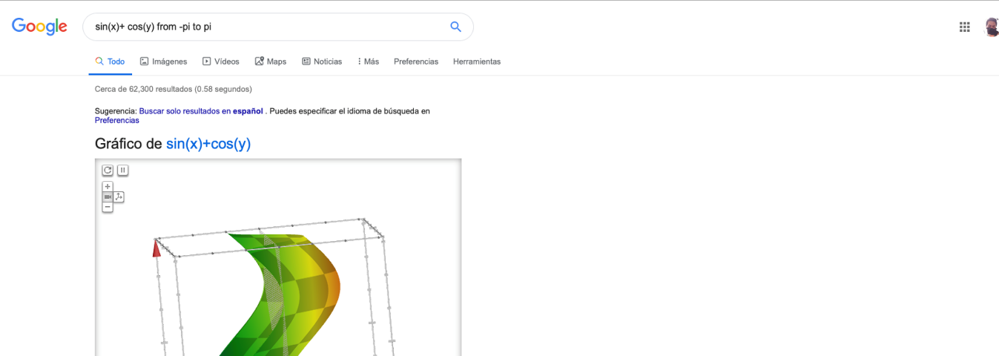 Google
sin(x)+ cos(y) from -pi to pi
Todo Imágenes Vídeos Maps Noticias Más Preferencias Herramientas
Cerca de 62,300 resultados (0.58 segundos)
Sugerencia: Buscar solo resultados en español . Puedes especificar el idioma de búsqueda en
Preferencias
Gráfico de sin(x)+cos(y)